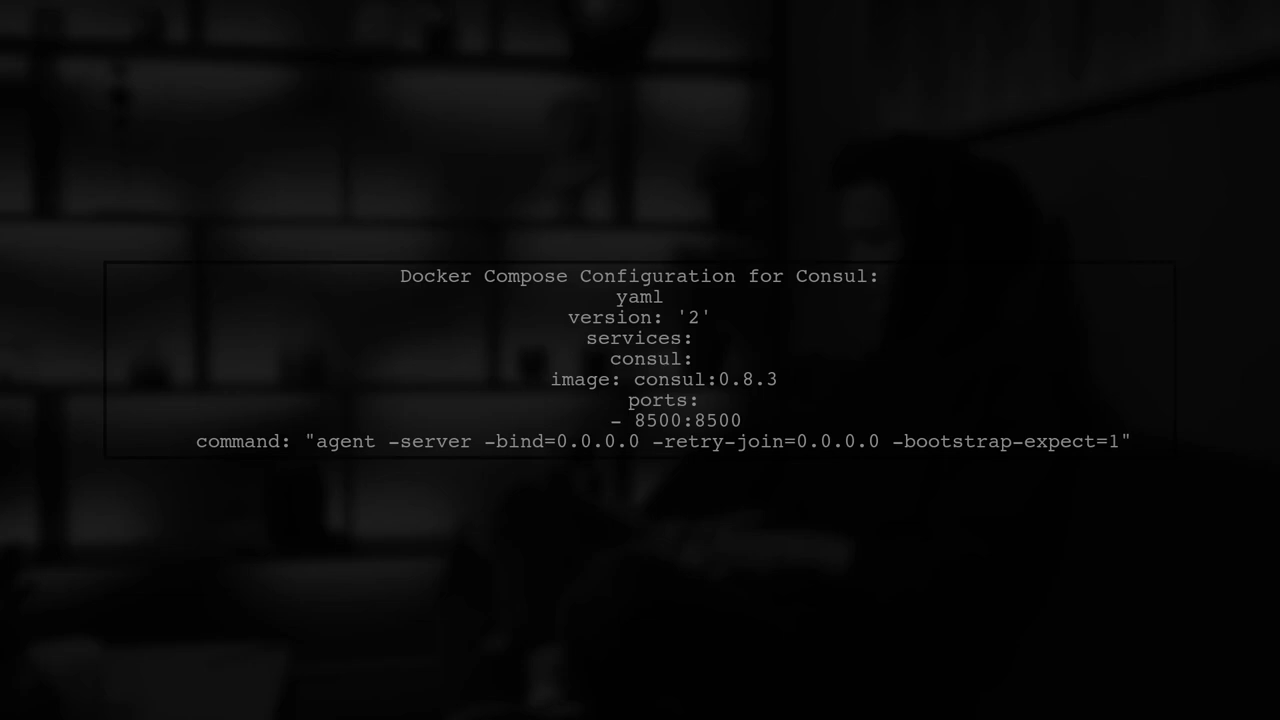 Docker Compose Configuration for Consul:
yaml
version: '2'
services:
consul:
image: consul:0.8.3
ports:
- 8500:8500
command: "agent -server -bind=0.0.0.0 -retry-join=0.0.0.0 -bootstrap-expect=1"